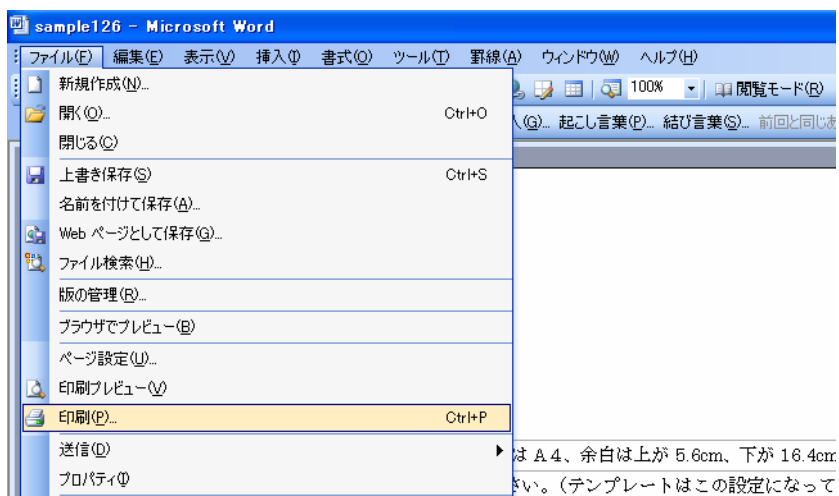 sample126 - Microsoft Word
ファイル(F) 編集(E) 表示(V) 挿入(I) 書式(O) ツール(T) 罫線(A) ウィンドウ(W) ヘルプ(H)
新規作成(N)...
100% 閲覧モード(R)
開く(O)... Ctrl+O
(G)... 起こし言葉(P)... 結び言葉(S)... 前回と同じあ
閉じる(C)
上書き保存(S) Ctrl+S
名前を付けて保存(A)...
Web ページとして保存(G)...
ファイル検索(H)...
版の管理(R)...
ブラウザでプレビュー(B)
ページ設定(U)...
印刷プレビュー(V)
印刷(P)... Ctrl+P
送信(D)
は A4、余白は上が 5.6cm、下が 16.4cm
プロパティ(I)
さい。(テンプレートはこの設定になって